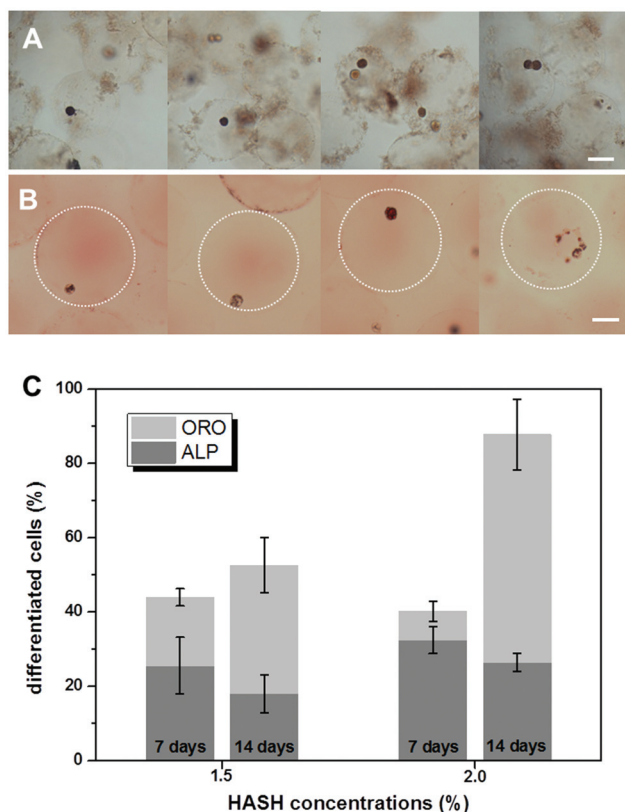 A
B
C
100
80
60
40
20
0
differentiated cells (%)
ORO
ALP
7 days
14 days
7 days
14 days
1.5
2.0
HASH concentrations (%)